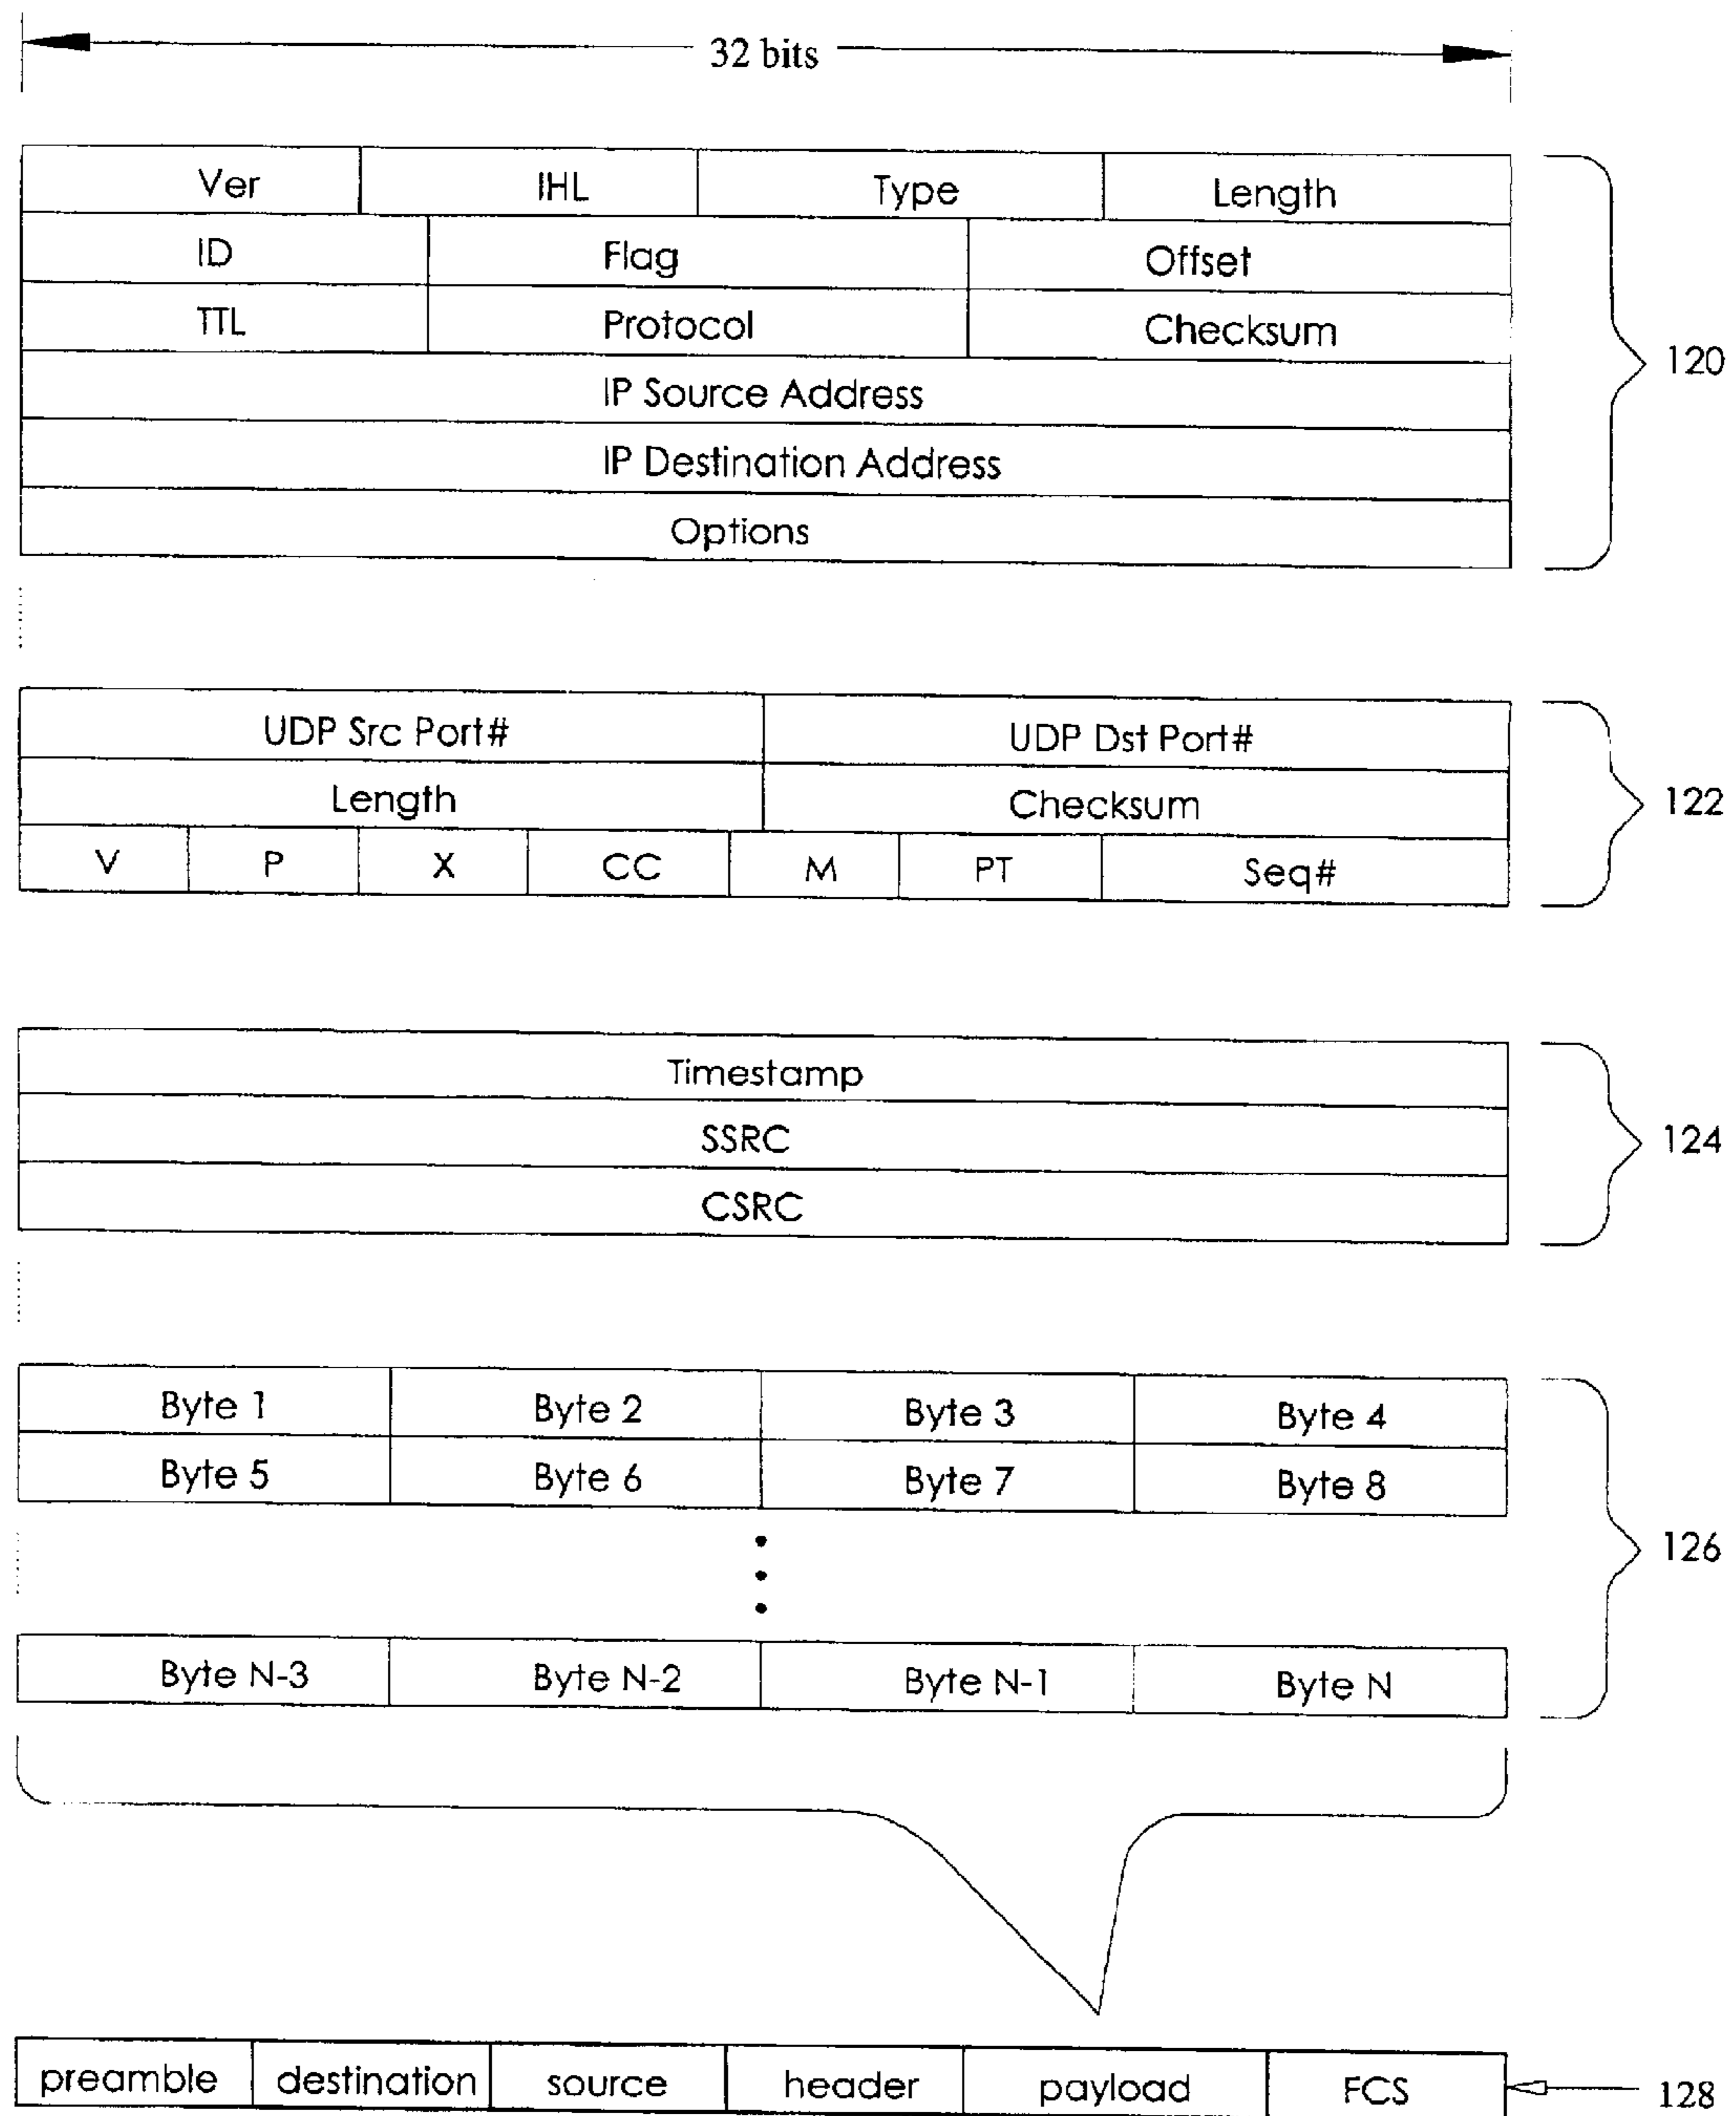 32 bits
Ver IHL Type Length
ID Flag Offset
TTL Protocol Checksum
120
IP Source Address
IP Destination Address
Options
UDP Src Port# UDP Dst Port#
Length Checksum
122
V P X CC M PT Seq#
Timestamp
SSRC
124
CSRC
Byte 1 Byte 2 Byte 3 Byte 4
Byte 5 Byte 6 Byte 7 Byte 8
126
Byte N-3 Byte N-2 Byte N-1 Byte N
preamble destination source header payload FCS
128